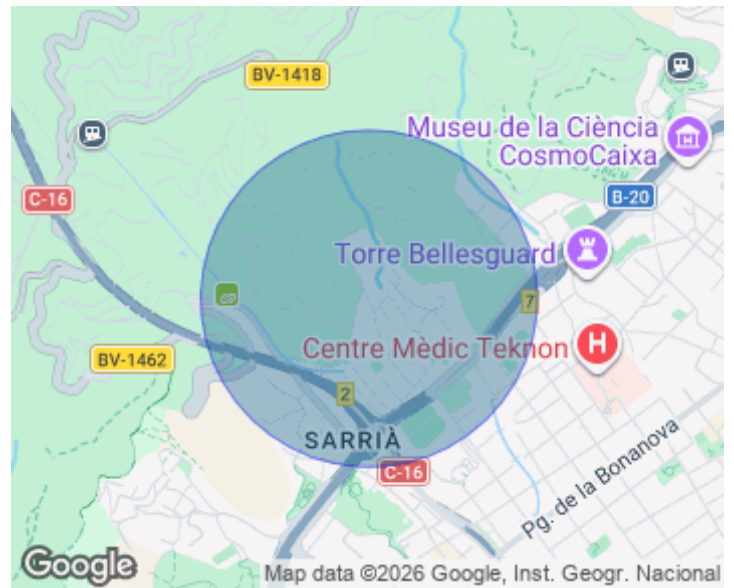 BV-1418
Museu de la Ciència
CosmoCaixa
C-16
B-20
Torre Bellesguard
7
Centre Mèdic Teknon
H
BV-1462
2
SARRIÀ
C-16
Pg. de la Bonanova
Google
Map data ©2026 Google, Inst. Geogr. Nacional